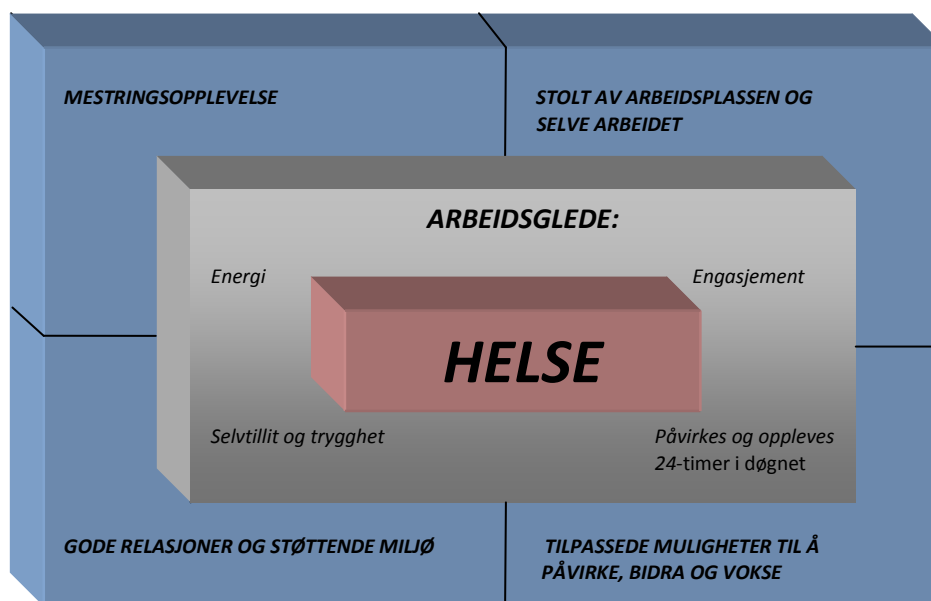 MESTRINGSOPPLEVELSE
STOLT AV ARBEIDSPLASSEN OG
SELVE ARBEIDET
ARBEIDSGLEDE:
Energi
Engasjement
HELSE
Selvtillit og trygghet
Påvirkes og oppleves
24-timer i døgnet
GODE RELASJONER OG STØTTENDE MILJØ
TILPASSEDE MULIGHETER TIL Å
PÅVIRKE, BIDRA OG VOKSE